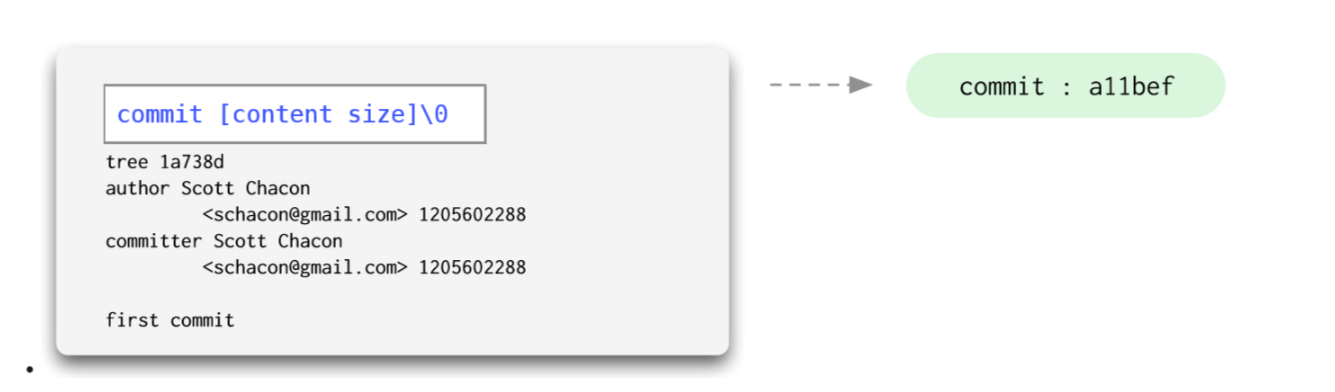 commit [content size]\0
tree 1a738d
author Scott Chacon
<schacon@gmail.com> 1205602288
committer Scott Chacon
<schacon@gmail.com> 1205602288
first commit
commit : a11bef